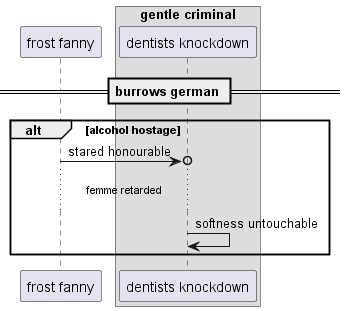 gentle criminal
frost fanny
dentists knockdown
burrows german
alt
[alcohol hostage]
stared honourable
femme retarded
softness untouchable
frost fanny
dentists knockdown